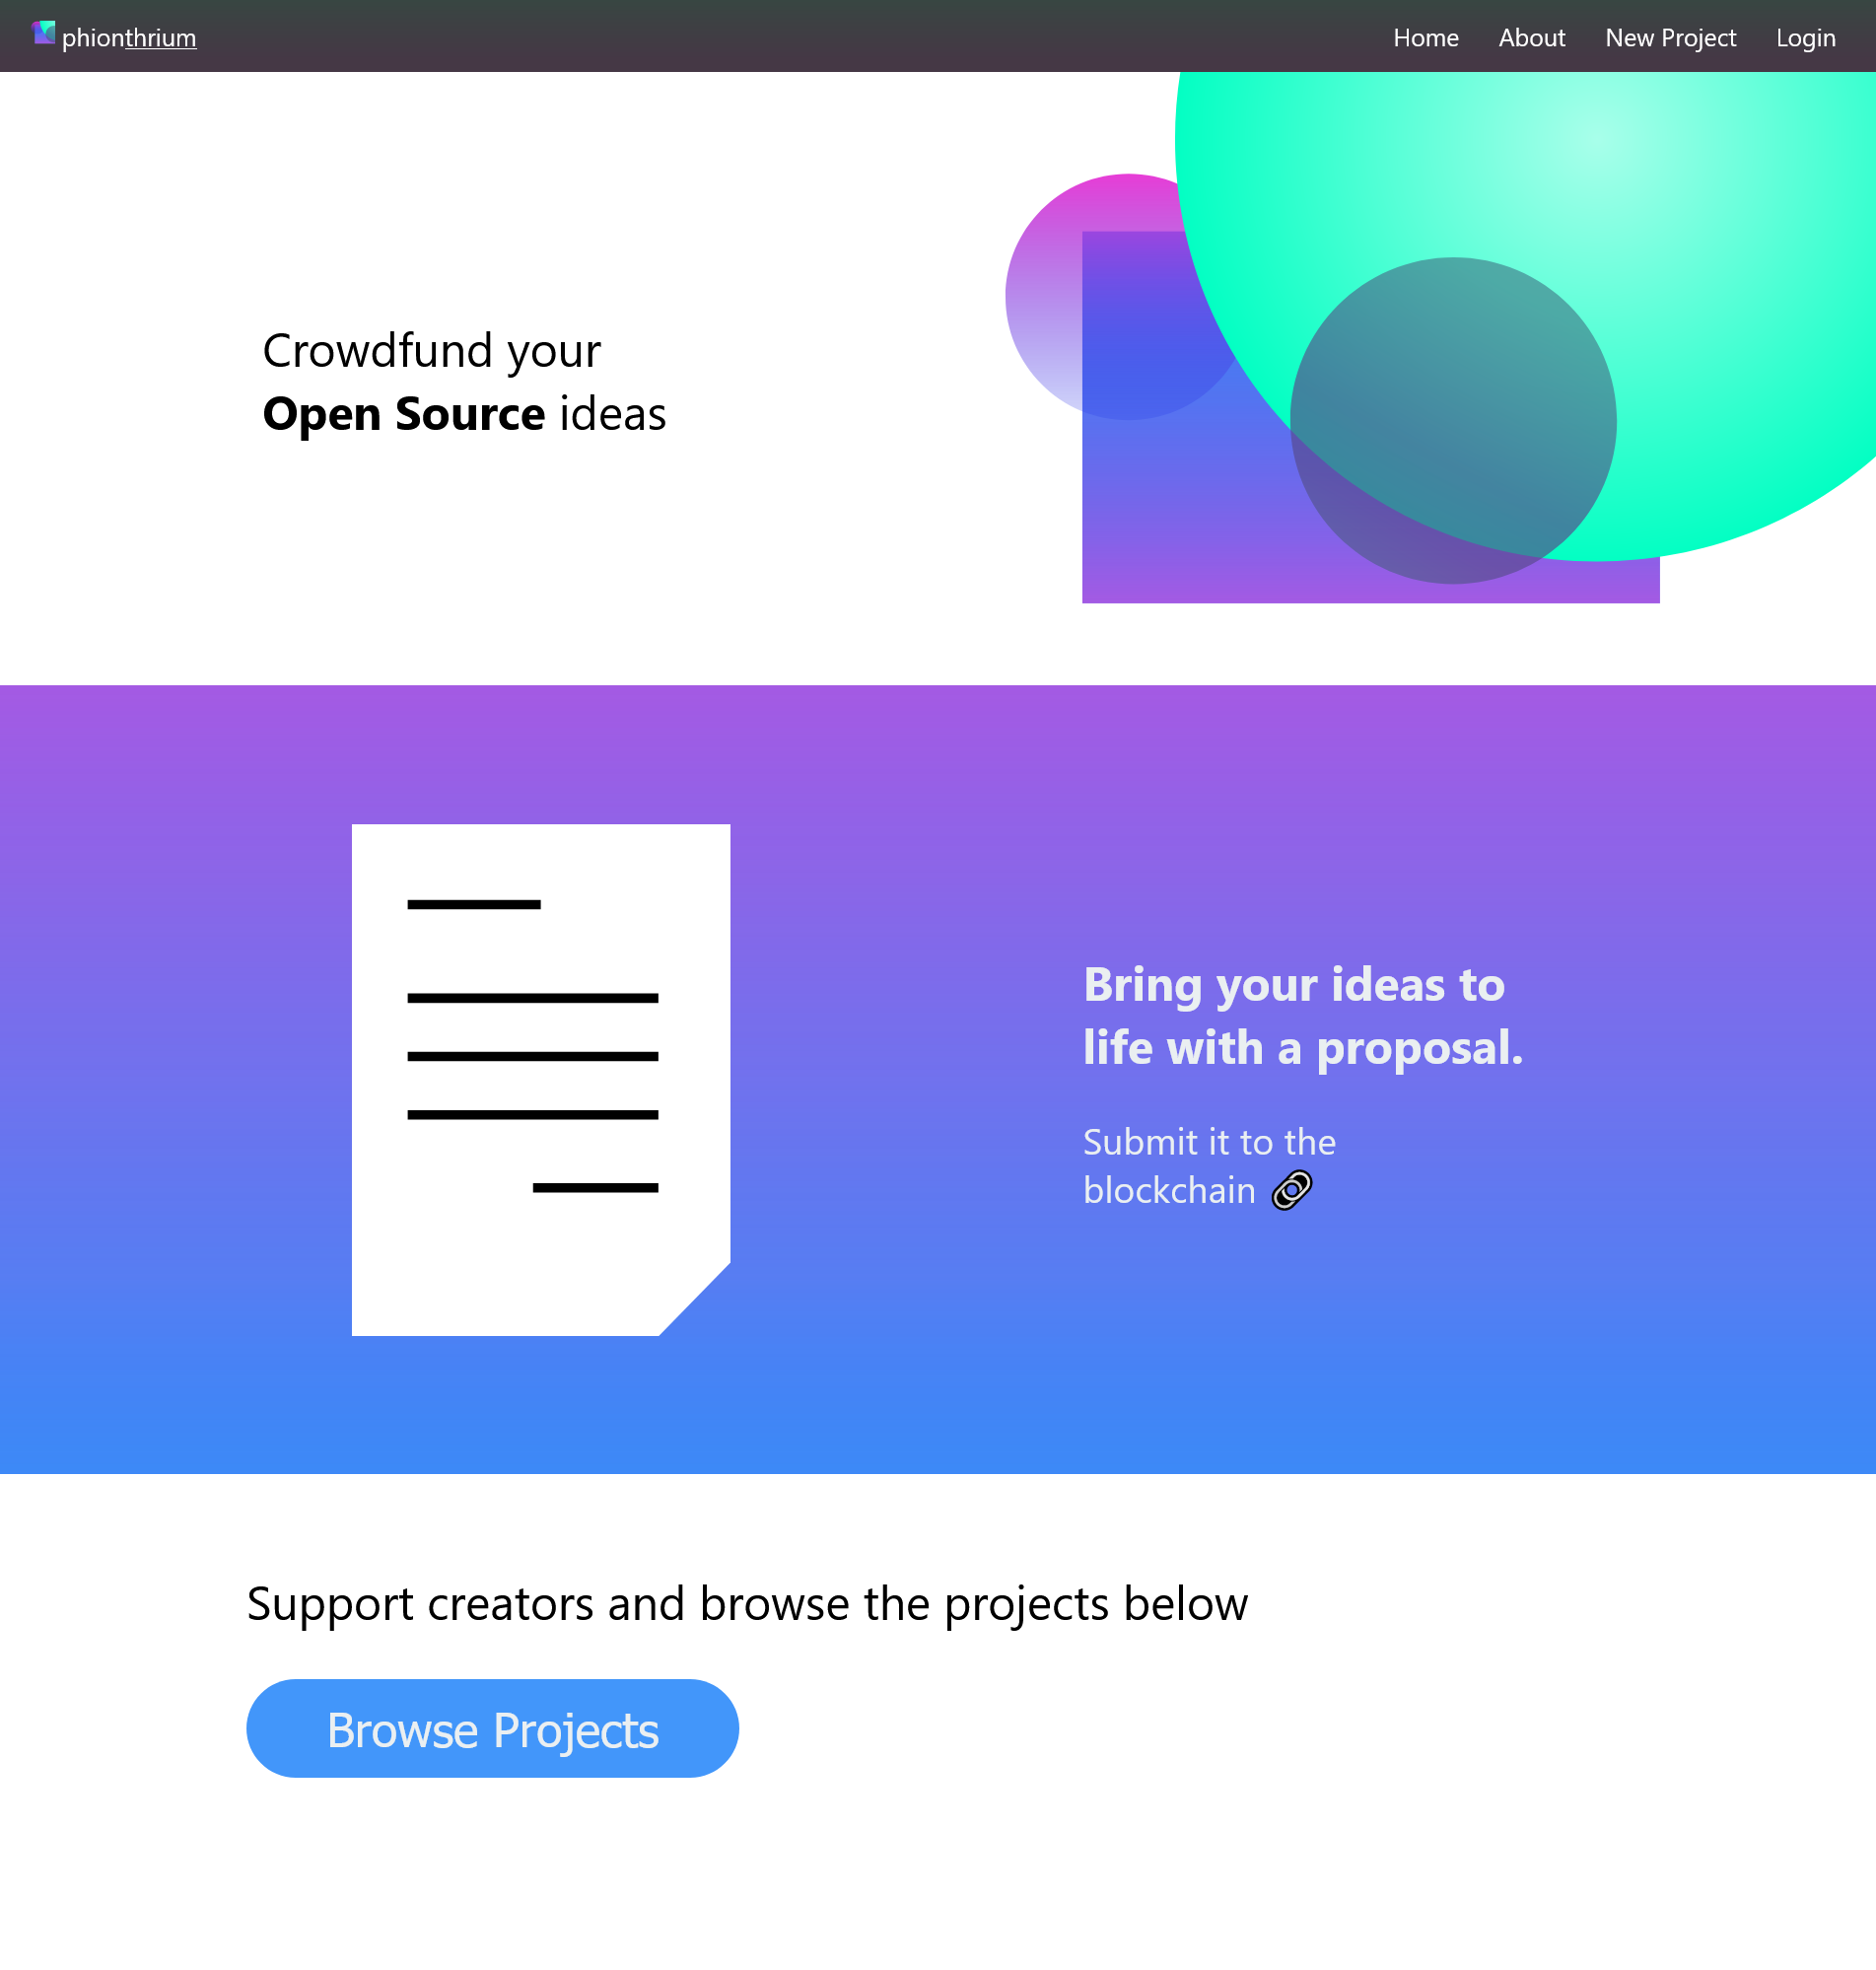 phionthrium
Home About New Project Login
Crowdfund your
Open Source ideas
Bring your ideas to
life with a proposal.
Submit it to the
blockchain 🔗
Support creators and browse the projects below
Browse Projects